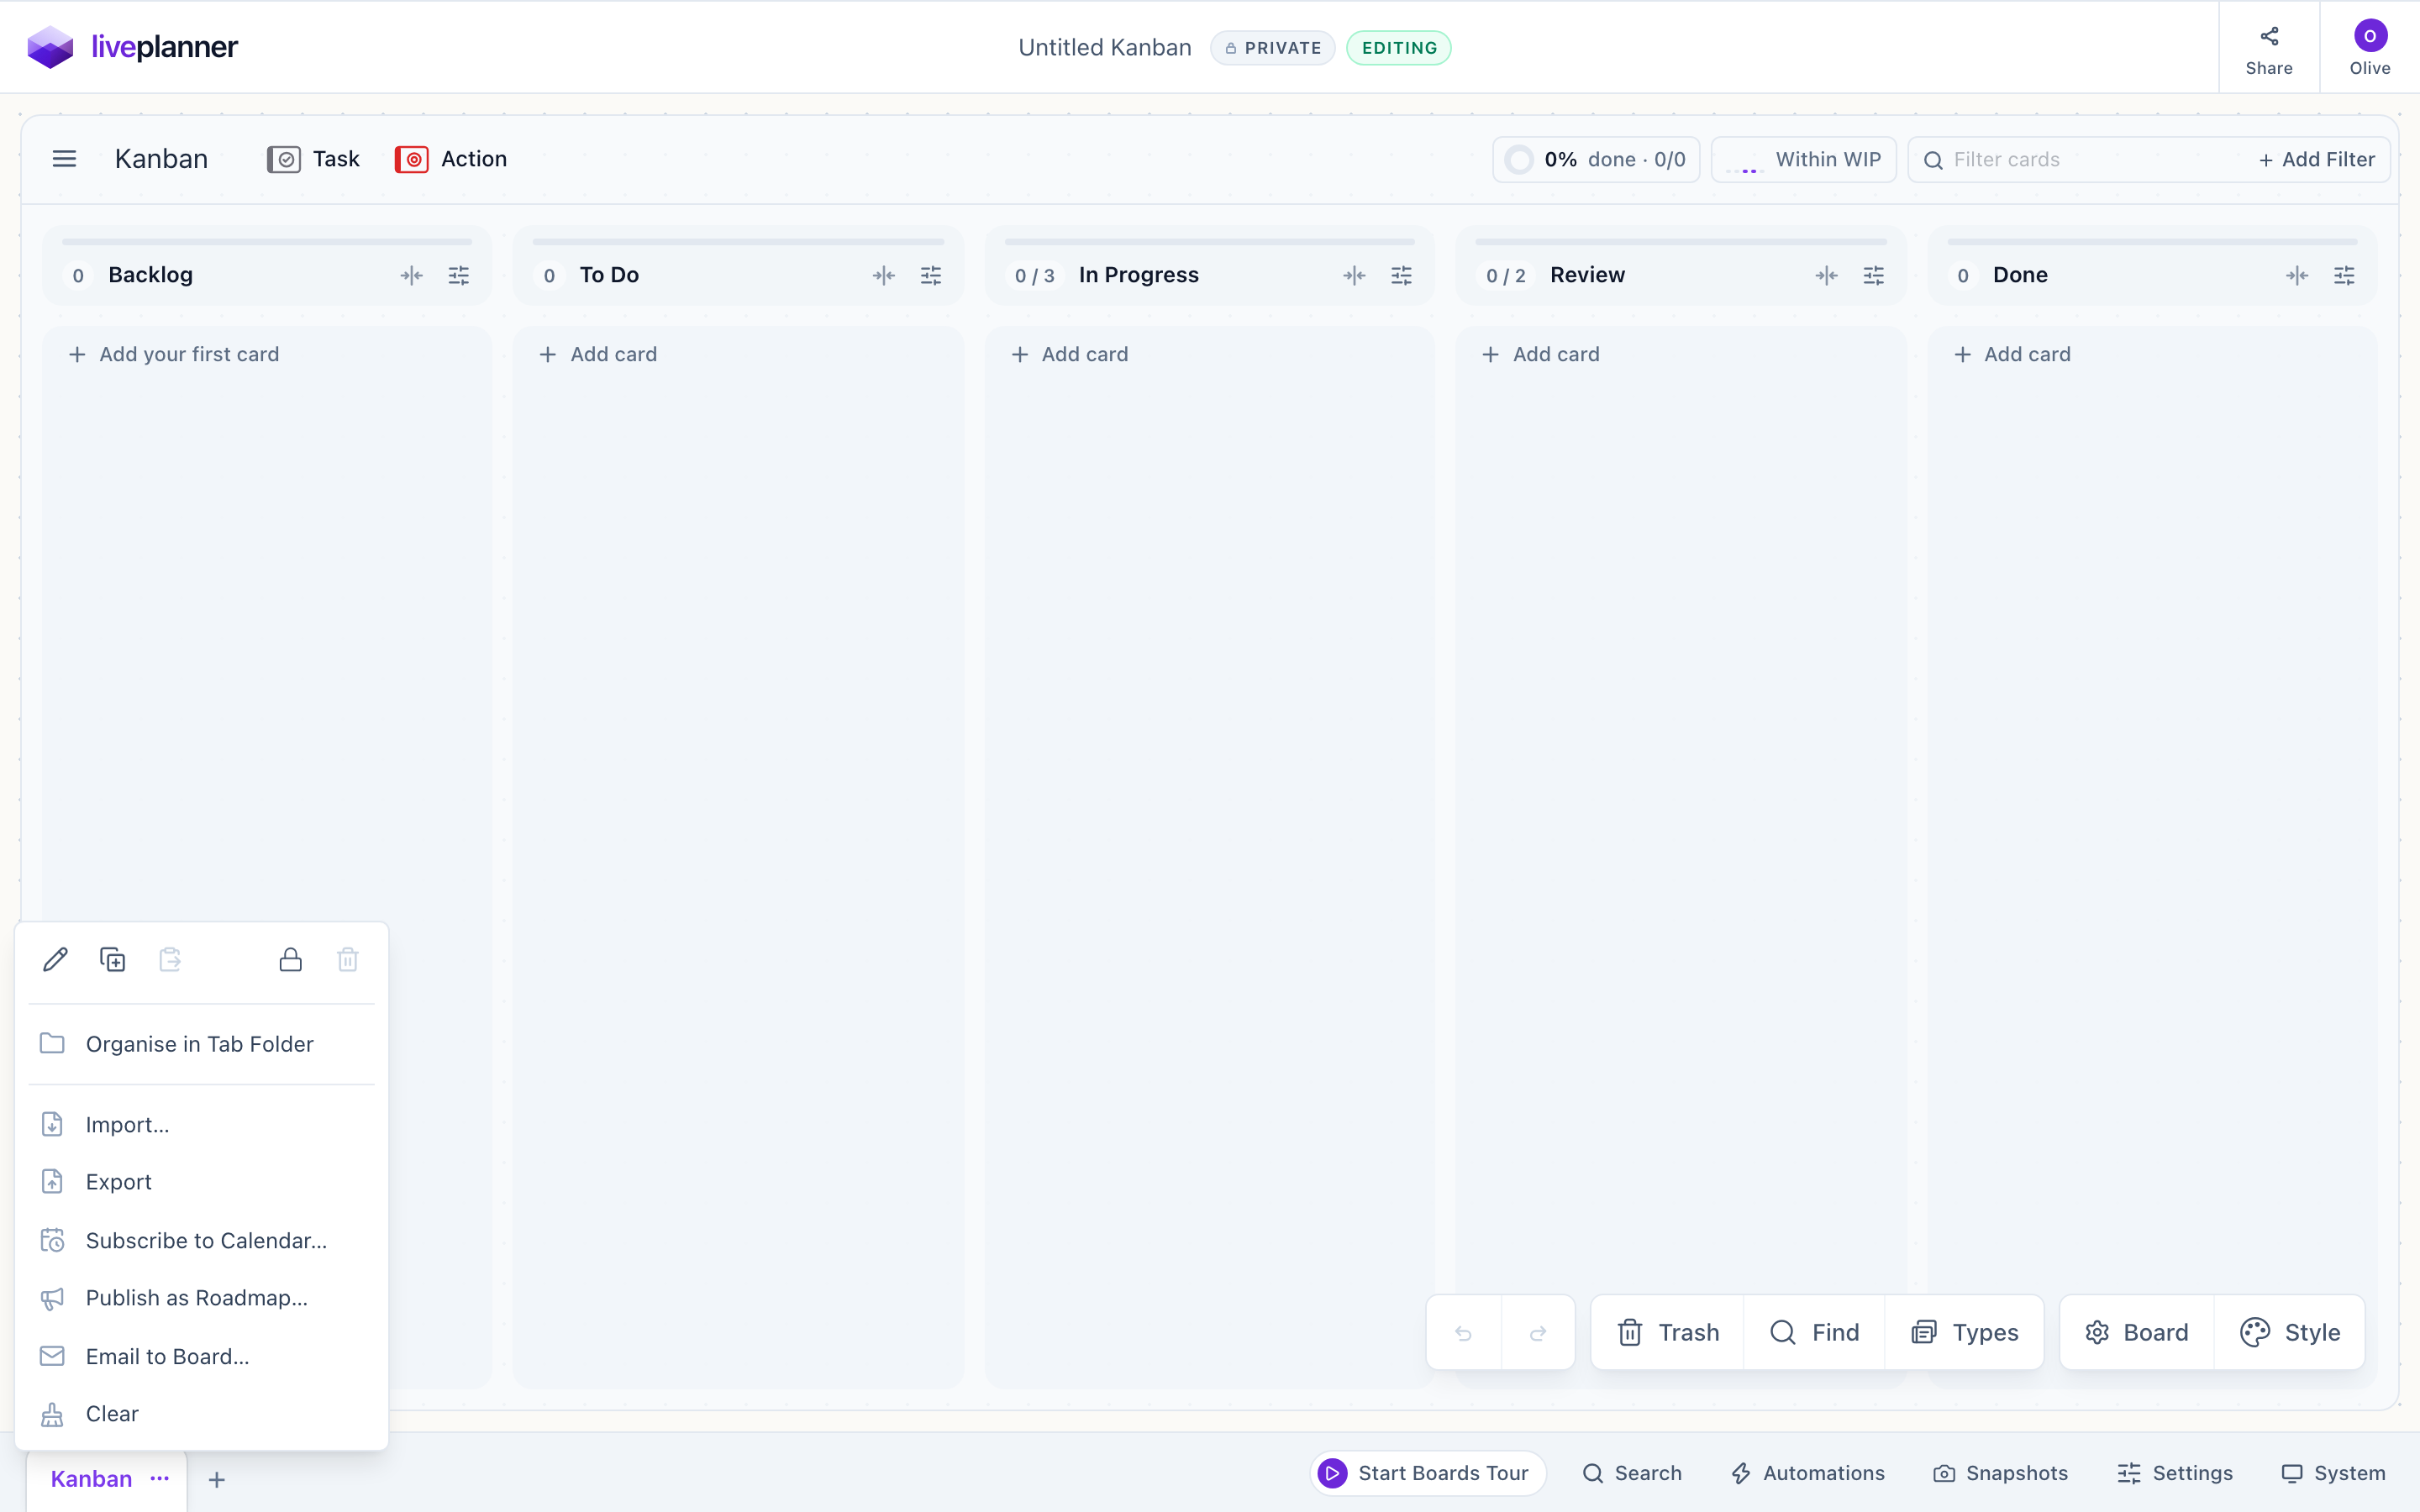 liveplanner
Untitled Kanban
PRIVATE
EDITING
Share
O
Olive
Kanban
Task
Action
0% done · 0/0
Within WIP
Filter cards
+ Add Filter
0 Backlog
0 To Do
0 / 3 In Progress
0 / 2 Review
0 Done
+ Add your first card
+ Add card
+ Add card
+ Add card
+ Add card
Organise in Tab Folder
Import...
Export
Subscribe to Calendar...
Publish as Roadmap...
Email to Board...
Clear
Trash
Find
Types
Board
Style
Kanban ...
+
Start Boards Tour
Search
Automations
Snapshots
Settings
System